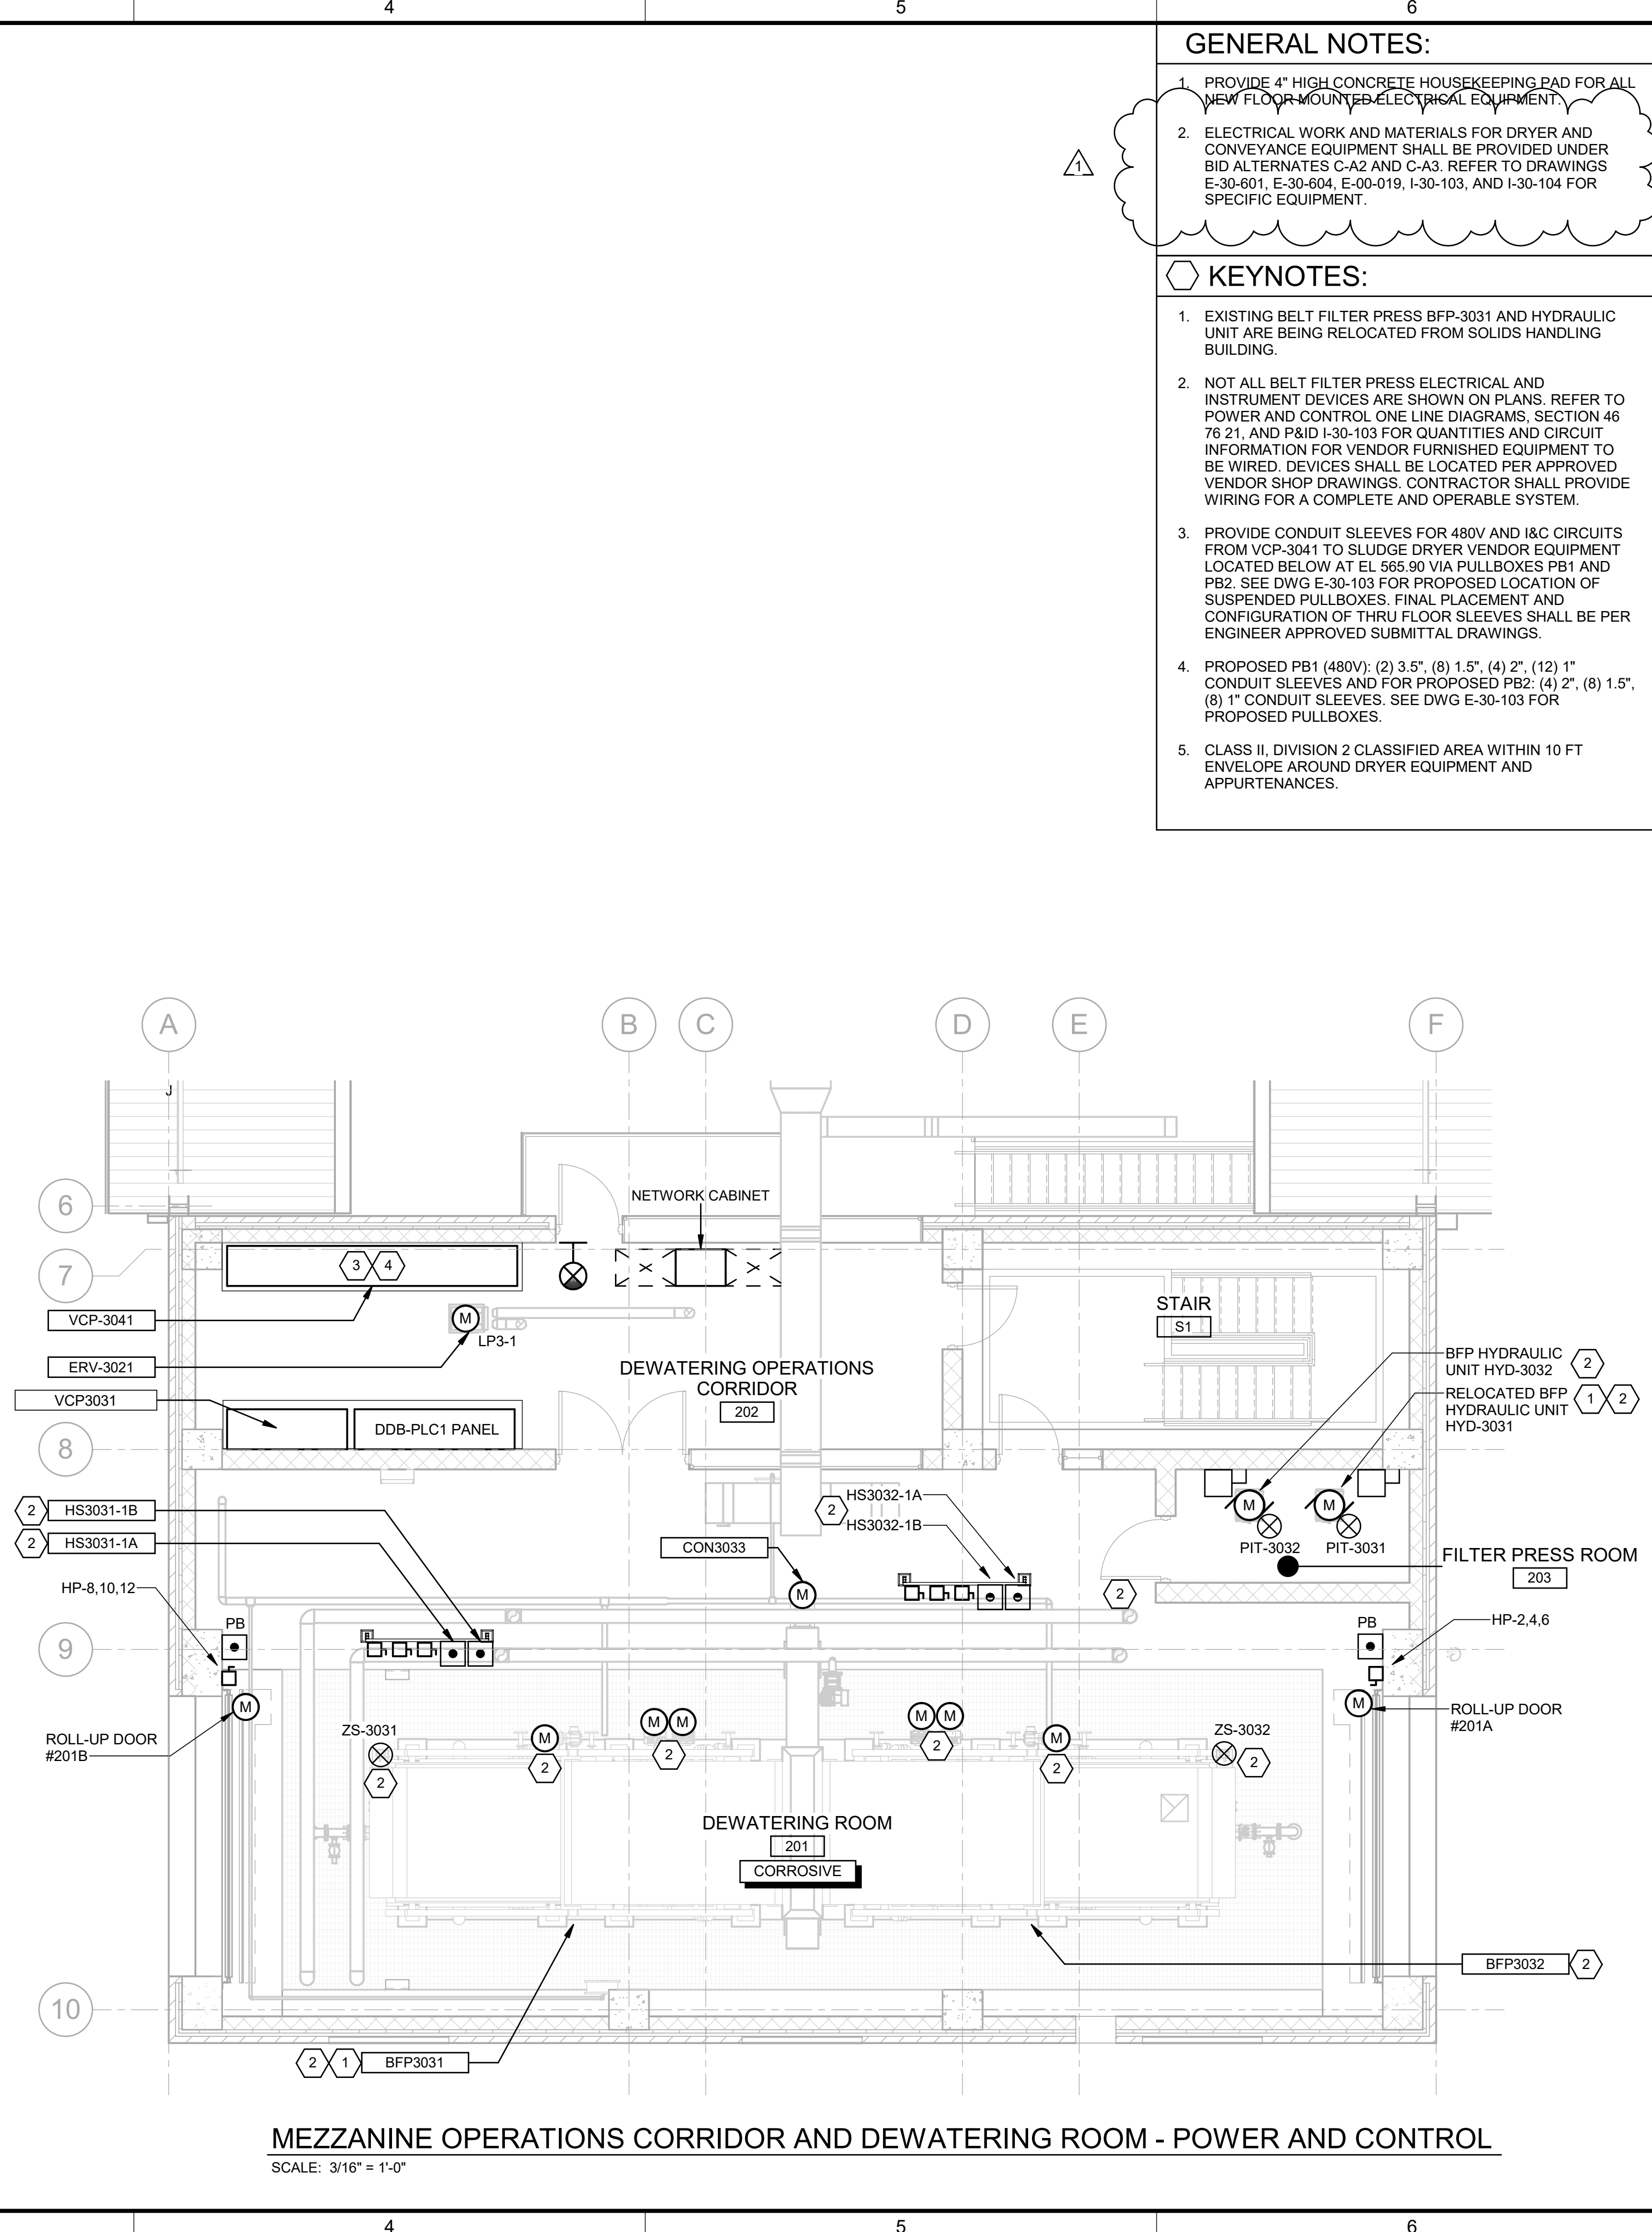 4 5 6
GENERAL NOTES:
1. PROVIDE 4" HIGH CONCRETE HOUSEKEEPING PAD FOR ALL
NEW FLOOR MOUNTED ELECTRICAL EQUIPMENT.
2. ELECTRICAL WORK AND MATERIALS FOR DRYER AND
CONVEYANCE EQUIPMENT SHALL BE PROVIDED UNDER
BID ALTERNATES C-A2 AND C-A3. REFER TO DRAWINGS
E-30-601, E-30-604, E-00-019, I-30-103, AND I-30-104 FOR
SPECIFIC EQUIPMENT.
1
KEYNOTES:
1. EXISTING BELT FILTER PRESS BFP-3031 AND HYDRAULIC
UNIT ARE BEING RELOCATED FROM SOLIDS HANDLING
BUILDING.
2. NOT ALL BELT FILTER PRESS ELECTRICAL AND
INSTRUMENT DEVICES ARE SHOWN ON PLANS. REFER TO
POWER AND CONTROL ONE LINE DIAGRAMS, SECTION 46
76 21, AND P&ID I-30-103 FOR QUANTITIES AND CIRCUIT
INFORMATION FOR VENDOR FURNISHED EQUIPMENT TO
BE WIRED. DEVICES SHALL BE LOCATED PER APPROVED
VENDOR SHOP DRAWINGS. CONTRACTOR SHALL PROVIDE
WIRING FOR A COMPLETE AND OPERABLE SYSTEM.
3. PROVIDE CONDUIT SLEEVES FOR 480V AND I&C CIRCUITS
FROM VCP-3041 TO SLUDGE DRYER VENDOR EQUIPMENT
LOCATED BELOW AT EL 565.90 VIA PULLBOXES PB1 AND
PB2. SEE DWG E-30-103 FOR PROPOSED LOCATION OF
SUSPENDED PULLBOXES. FINAL PLACEMENT AND
CONFIGURATION OF THRU FLOOR SLEEVES SHALL BE PER
ENGINEER APPROVED SUBMITTAL DRAWINGS.
4. PROPOSED PB1 (480V): (2) 3.5", (8) 1.5", (4) 2", (12) 1"
CONDUIT SLEEVES AND FOR PROPOSED PB2: (4) 2", (8) 1.5",
(8) 1" CONDUIT SLEEVES. SEE DWG E-30-103 FOR
PROPOSED PULLBOXES.
5. CLASS II, DIVISION 2 CLASSIFIED AREA WITHIN 10 FT
ENVELOPE AROUND DRYER EQUIPMENT AND
APPURTENANCES.
A B C D E F
J
6
NETWORK CABINET
7
3 4
VCP-3041
M
LP3-1
STAIR
S1
ERV-3021
DEWATERING OPERATIONS
CORRIDOR
202
BFP HYDRAULIC
UNIT HYD-3032
2
VCP3031
RELOCATED BFP
HYDRAULIC UNIT
HYD-3031
1 2
DDB-PLC1 PANEL
8
2 HS3031-1B
2 HS3031-1A
HS3032-1A
2
HS3032-1B
M M
PIT-3032 PIT-3031
CON3033
M
FILTER PRESS ROOM
203
HP-8,10,12
2
HP-2,4,6
PB
PB
9
M
M
ROLL-UP DOOR
#201B
ROLL-UP DOOR
#201A
ZS-3031
2
M
2
M M
2
M M
2
M
2
ZS-3032
2
DEWATERING ROOM
201
CORROSIVE
BFP3032 2
10
2 1 BFP3031
MEZZANINE OPERATIONS CORRIDOR AND DEWATERING ROOM - POWER AND CONTROL
SCALE: 3/16" = 1'-0"
4 5 6